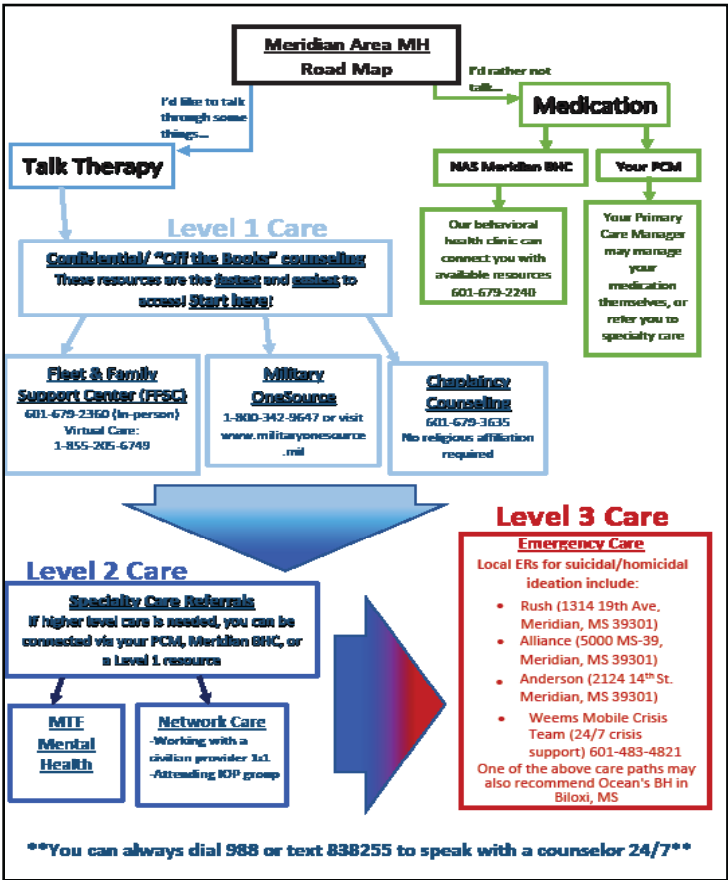 Meridian Area MH
Road Map
I'd like to talk
through some
things...
I'd rather not
talk...
Medication
Talk Therapy
NAS Meridian BHC
Your PCM
Our behavioral
health clinic can
connect you with
available resources
601-679-2240
Your Primary
Care Manager
may manage
your
medication
themselves, or
refer you to
specialty care
Level 1 Care
Confidential/ "Off the Books" counseling
These resources are the fastest and easiest to
access! Start here!
Fleet & Family
Support Center (FFSC)
601-679-2360 (In-person)
Virtual Care:
1-855-205-6749
Military
OneSource
1-800-342-9647 or visit
www.militaryonesource
.mil
Chaplaincy
Counseling
601-679-3635
No religious affiliation
required
Level 2 Care
Specialty Care Referrals
If higher level care is needed, you can be
connected via your PCM, Meridian BHC, or
a Level 1 resource
MTF
Mental
Health
Network Care
-Working with a
civilian provider 1:1
-Attending IOP group
Level 3 Care
Emergency Care
Local ERs for suicidal/homicidal
ideation include:
• Rush (1314 19th Ave,
Meridian, MS 39301)
• Alliance (5000 MS-39,
Meridian, MS 39301)
• Anderson (2124 14th St.
Meridian, MS 39301)
• Weems Mobile Crisis
Team (24/7 crisis
support) 601-483-4821
One of the above care paths may
also recommend Ocean's BH in
Biloxi, MS
**You can always dial 988 or text 838255 to speak with a counselor 24/7**